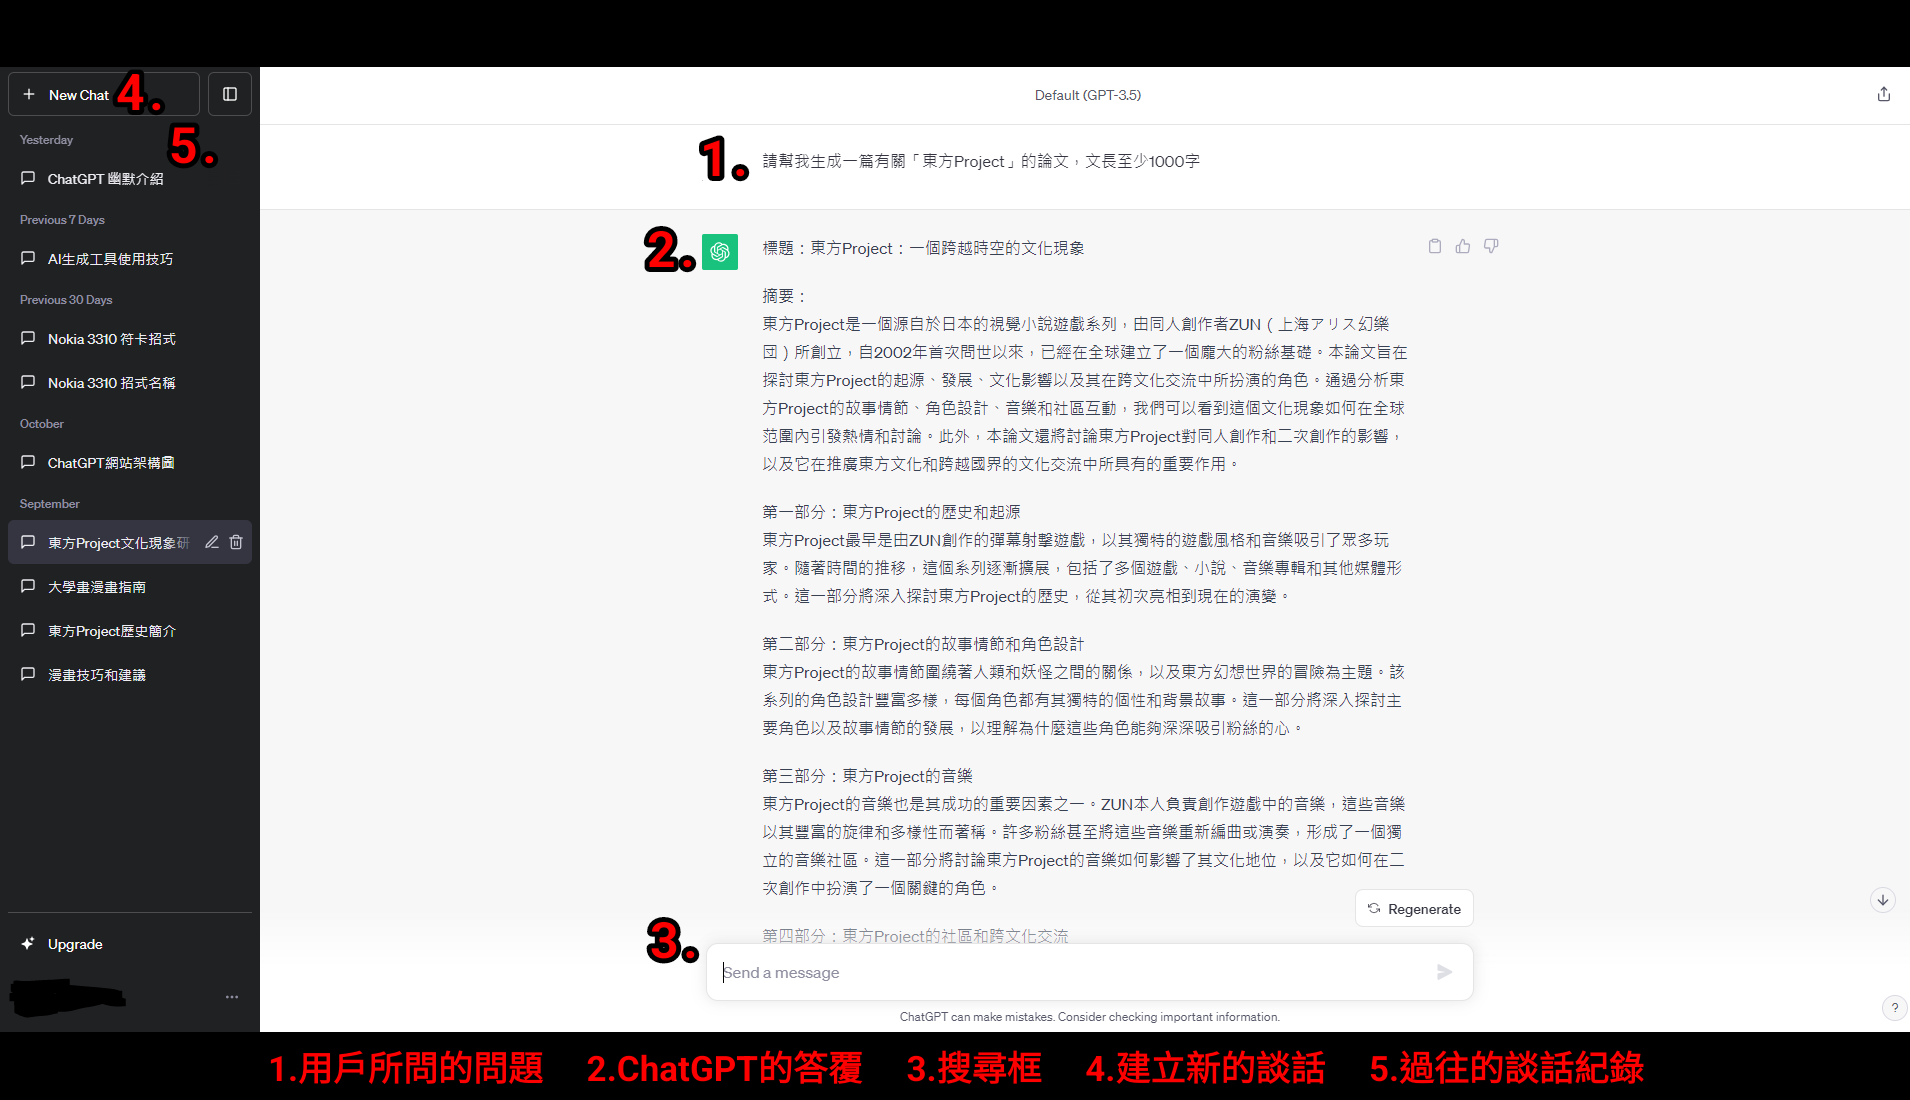 New Chat
4.
Yesterday
5.
ChatGPT 幽默介紹
Previous 7 Days
AI生成工具使用技巧
Previous 30 Days
Nokia 3310 符卡招式
Nokia 3310 招式名稱
October
ChatGPT網站架構圖
September
東方Project文化現象研
大學畫漫畫指南
東方Project歷史簡介
漫畫技巧和建議
Upgrade
Default (GPT-3.5)
1.
請幫我生成一篇有關「東方Project」的論文，文長至少1000字
2.
標題：東方Project：一個跨越時空的文化現象
摘要：
東方Project是一個源自於日本的視覺小說遊戲系列，由同人創作者ZUN（上海アリス幻樂
団）所創立，自2002年首次問世以來，已經在全球建立了一個龐大的粉絲基礎。本論文旨在
探討東方Project的起源、發展、文化影響以及其在跨文化交流中所扮演的角色。通過分析東
方Project的故事情節、角色設計、音樂和社區互動，我們可以看到這個文化現象如何在全球
范圍內引發熱情和討論。此外，本論文還將討論東方Project對同人創作和二次創作的影響，
以及它在推廣東方文化和跨越國界的文化交流中所具有的重要作用。
第一部分：東方Project的歷史和起源
東方Project最早是由ZUN創作的彈幕射擊遊戲，以其獨特的遊戲風格和音樂吸引了眾多玩
家。隨著時間的推移，這個系列逐漸擴展，包括了多個遊戲、小說、音樂專輯和其他媒體形
式。這一部分將深入探討東方Project的歷史，從其初次亮相到現在的演變。
第二部分：東方Project的故事情節和角色設計
東方Project的故事情節圍繞著人類和妖怪之間的關係，以及東方幻想世界的冒險為主題。該
系列的角色設計豐富多樣，每個角色都有其獨特的個性和背景故事。這一部分將深入探討主
要角色以及故事情節的發展，以理解為什麼這些角色能夠深深吸引粉絲的心。
第三部分：東方Project的音樂
東方Project的音樂也是其成功的重要因素之一。ZUN本人負責創作遊戲中的音樂，這些音樂
以其豐富的旋律和多樣性而著稱。許多粉絲甚至將這些音樂重新編曲或演奏，形成了一個獨
立的音樂社區。這一部分將討論東方Project的音樂如何影響了其文化地位，以及它如何在二
次創作中扮演了一個關鍵的角色。
Regenerate
第四部分：東方Project的社區和跨文化交流
3.
Send a message
ChatGPT can make mistakes. Consider checking important information.
?
1.用戶所問的問題 2.ChatGPT的答覆 3.搜尋框 4.建立新的談話 5.過往的談話紀錄